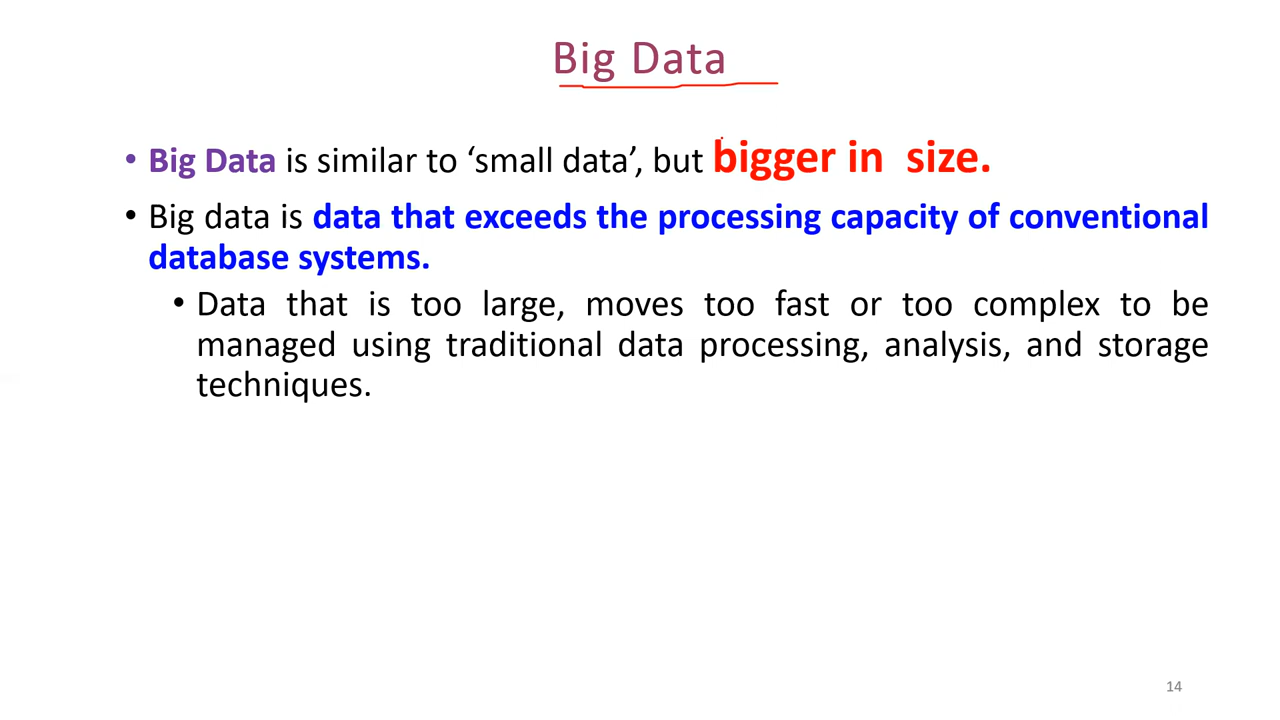 Big Data
• Big Data is similar to ‘small data’, but bigger in size.
• Big data is data that exceeds the processing capacity of conventional
database systems.
• Data that is too large, moves too fast or too complex to be
managed using traditional data processing, analysis, and storage
techniques.
14